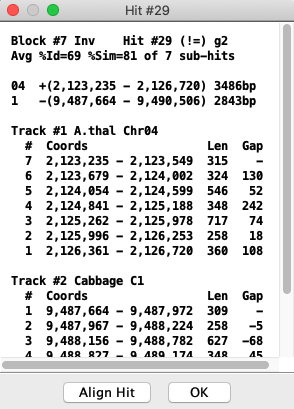 Hit #29
Block #7 Inv    Hit #29 (!=) g2
Avg %Id=69 %Sim=81 of 7 sub-hits
04  +(2,123,235 – 2,126,720) 3486bp
1   -(9,487,664 – 9,490,506) 2843bp
Track #1 A.thal Chr04
#  Coords                 Len  Gap
7  2,123,235 – 2,123,549  315    –
6  2,123,679 – 2,124,002  324  130
5  2,124,054 – 2,124,599  546   52
4  2,124,841 – 2,125,188  348  242
3  2,125,262 – 2,125,978  717   74
2  2,125,996 – 2,126,253  258   18
1  2,126,361 – 2,126,720  360  108
Track #2 Cabbage C1
#  Coords                 Len  Gap
1  9,487,664 – 9,487,972  309    –
2  9,487,967 – 9,488,224  258   –5
3  9,488,156 – 9,488,782  627  –68
4  9,488,827 – 9,489,174  348   45
Align Hit
OK